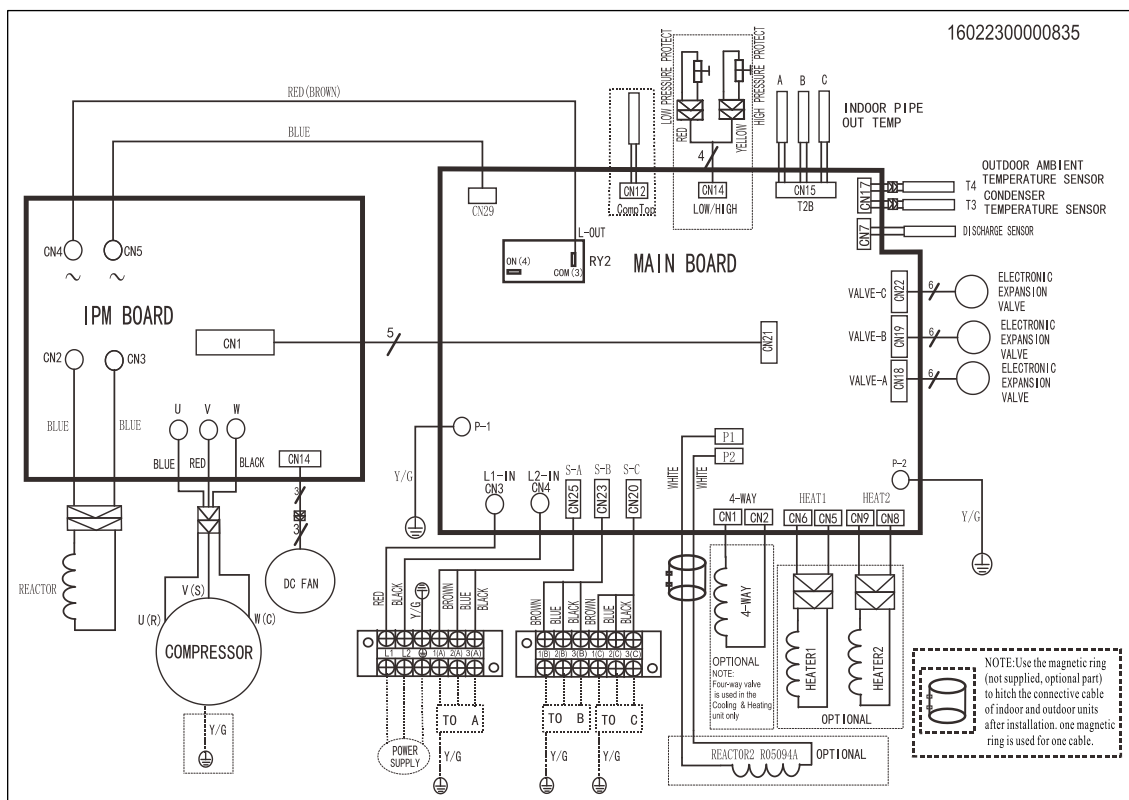 16022300000835
RED(BROWN)
BLUE
LOW PRESSURE PROTECT
HIGH PRESSURE PROTECT
RED
YELLOW
4
A B C
INDOOR PIPE
OUT TEMP
CN12
CompTop
CN14
LOW/HIGH
CN15
T2B
CN17
T4
OUTDOOR AMBIENT
TEMPERATURE SENSOR
T3
CONDENSER
TEMPERATURE SENSOR
CN7
DISCHARGE SENSOR
CN29
L-OUT
ON(4)
COM(3)
RY2
MAIN BOARD
CN4
CN5
~ ~
IPM BOARD
CN1
5
CN21
CN2
CN3
VALVE-C
CN22
6
ELECTRONIC
EXPANSION
VALVE
VALVE-B
CN19
6
ELECTRONIC
EXPANSION
VALVE
VALVE-A
CN18
6
ELECTRONIC
EXPANSION
VALVE
BLUE
BLUE
U V W
BLUE
RED
BLACK
CN14
3
3
DC FAN
P-1
Y/G
L1-IN
CN3
L2-IN
CN4
S-A
CN25
S-B
CN23
S-C
CN20
P1
P2
WHITE
WHITE
4-WAY
CN1 CN2
HEAT1
CN6 CN5
HEAT2
CN9 CN8
P-2
Y/G
REACTOR
V(S)
U(R)
W(C)
COMPRESSOR
Y/G
RED
BLACK
Y/G
BROWN
BLUE
BLACK
L1 L2 1(A) 2(A) 3(A)
BROWN
BLUE
BLACK
BROWN
BLUE
BLACK
1(B) 2(B) 3(B) 1(C) 2(C) 3(C)
POWER
SUPPLY
TO A
Y/G
TO B
Y/G
TO C
Y/G
4-WAY
OPTIONAL
NOTE:
Four-way valve
is used in the
Cooling & Heating
unit only
HEATER1
HEATER2
OPTIONAL
REACTOR2 R05094A
OPTIONAL
NOTE:Use the magnetic ring
(not supplied, optional part)
to hitch the connective cable
of indoor and outdoor units
after installation. one magnetic
ring is used for one cable.